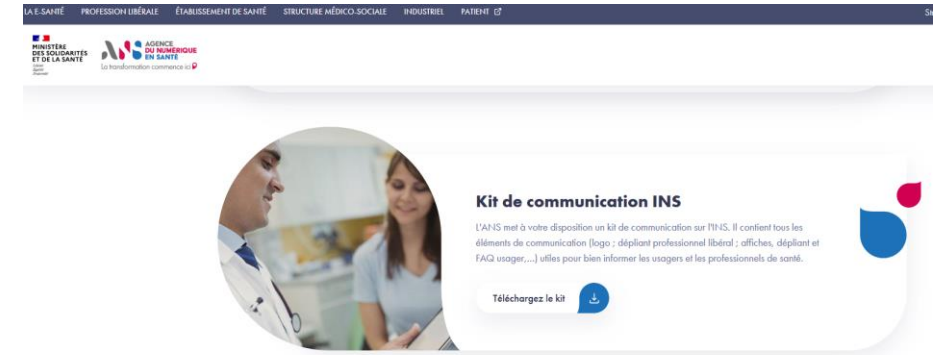 LA E-SANTÉ PROFESSION LIBÉRALE ÉTABLISSEMENT DE SANTÉ STRUCTURE MÉDICO-SOCIALE INDUSTRIEL PATIENT
MINISTÈRE
DES SOLIDARITÉS
ET DE LA SANTÉ
AGENCE
DU NUMÉRIQUE
EN SANTÉ
La transformation commence ici
Kit de communication INS
L'ANS met à votre disposition un kit de communication sur l'INS. Il contient tous les
éléments de communication (logo ; dépliant professionnel libéral ; affiches, dépliant et
FAQ usager,...) utiles pour bien informer les usagers et les professionnels de santé.
Téléchargez le kit